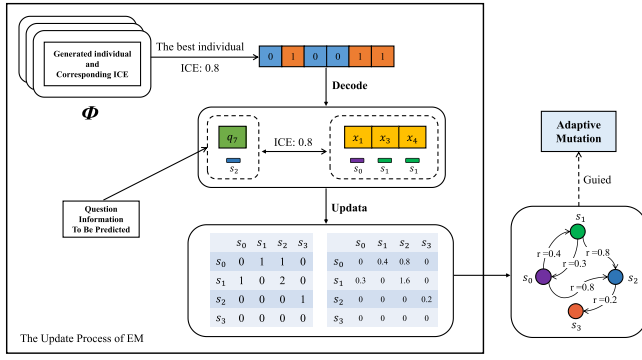 Generated individual
and
Corresponding ICE
Φ
The best individual
ICE: 0.8
0 1 0 0 1 1
Decode
q7
s2
ICE: 0.8
x1 x3 x4
s0 s1 s1
Question
Information
To Be Predicted
Updata
s0 s1 s2 s3
s0 0 1 1 0
s1 1 0 2 0
s2 0 0 0 1
s3 0 0 0 0
s0 s1 s2 s3
s0 0 0.4 0.8 0
s1 0.3 0 1.6 0
s2 0 0 0 0.2
s3 0 0 0 0
The Update Process of EM
Adaptive
Mutation
Guied
s1
r=0.4
r=0.8
r=0.3
s0
s2
r=0.8
r=0.2
s3